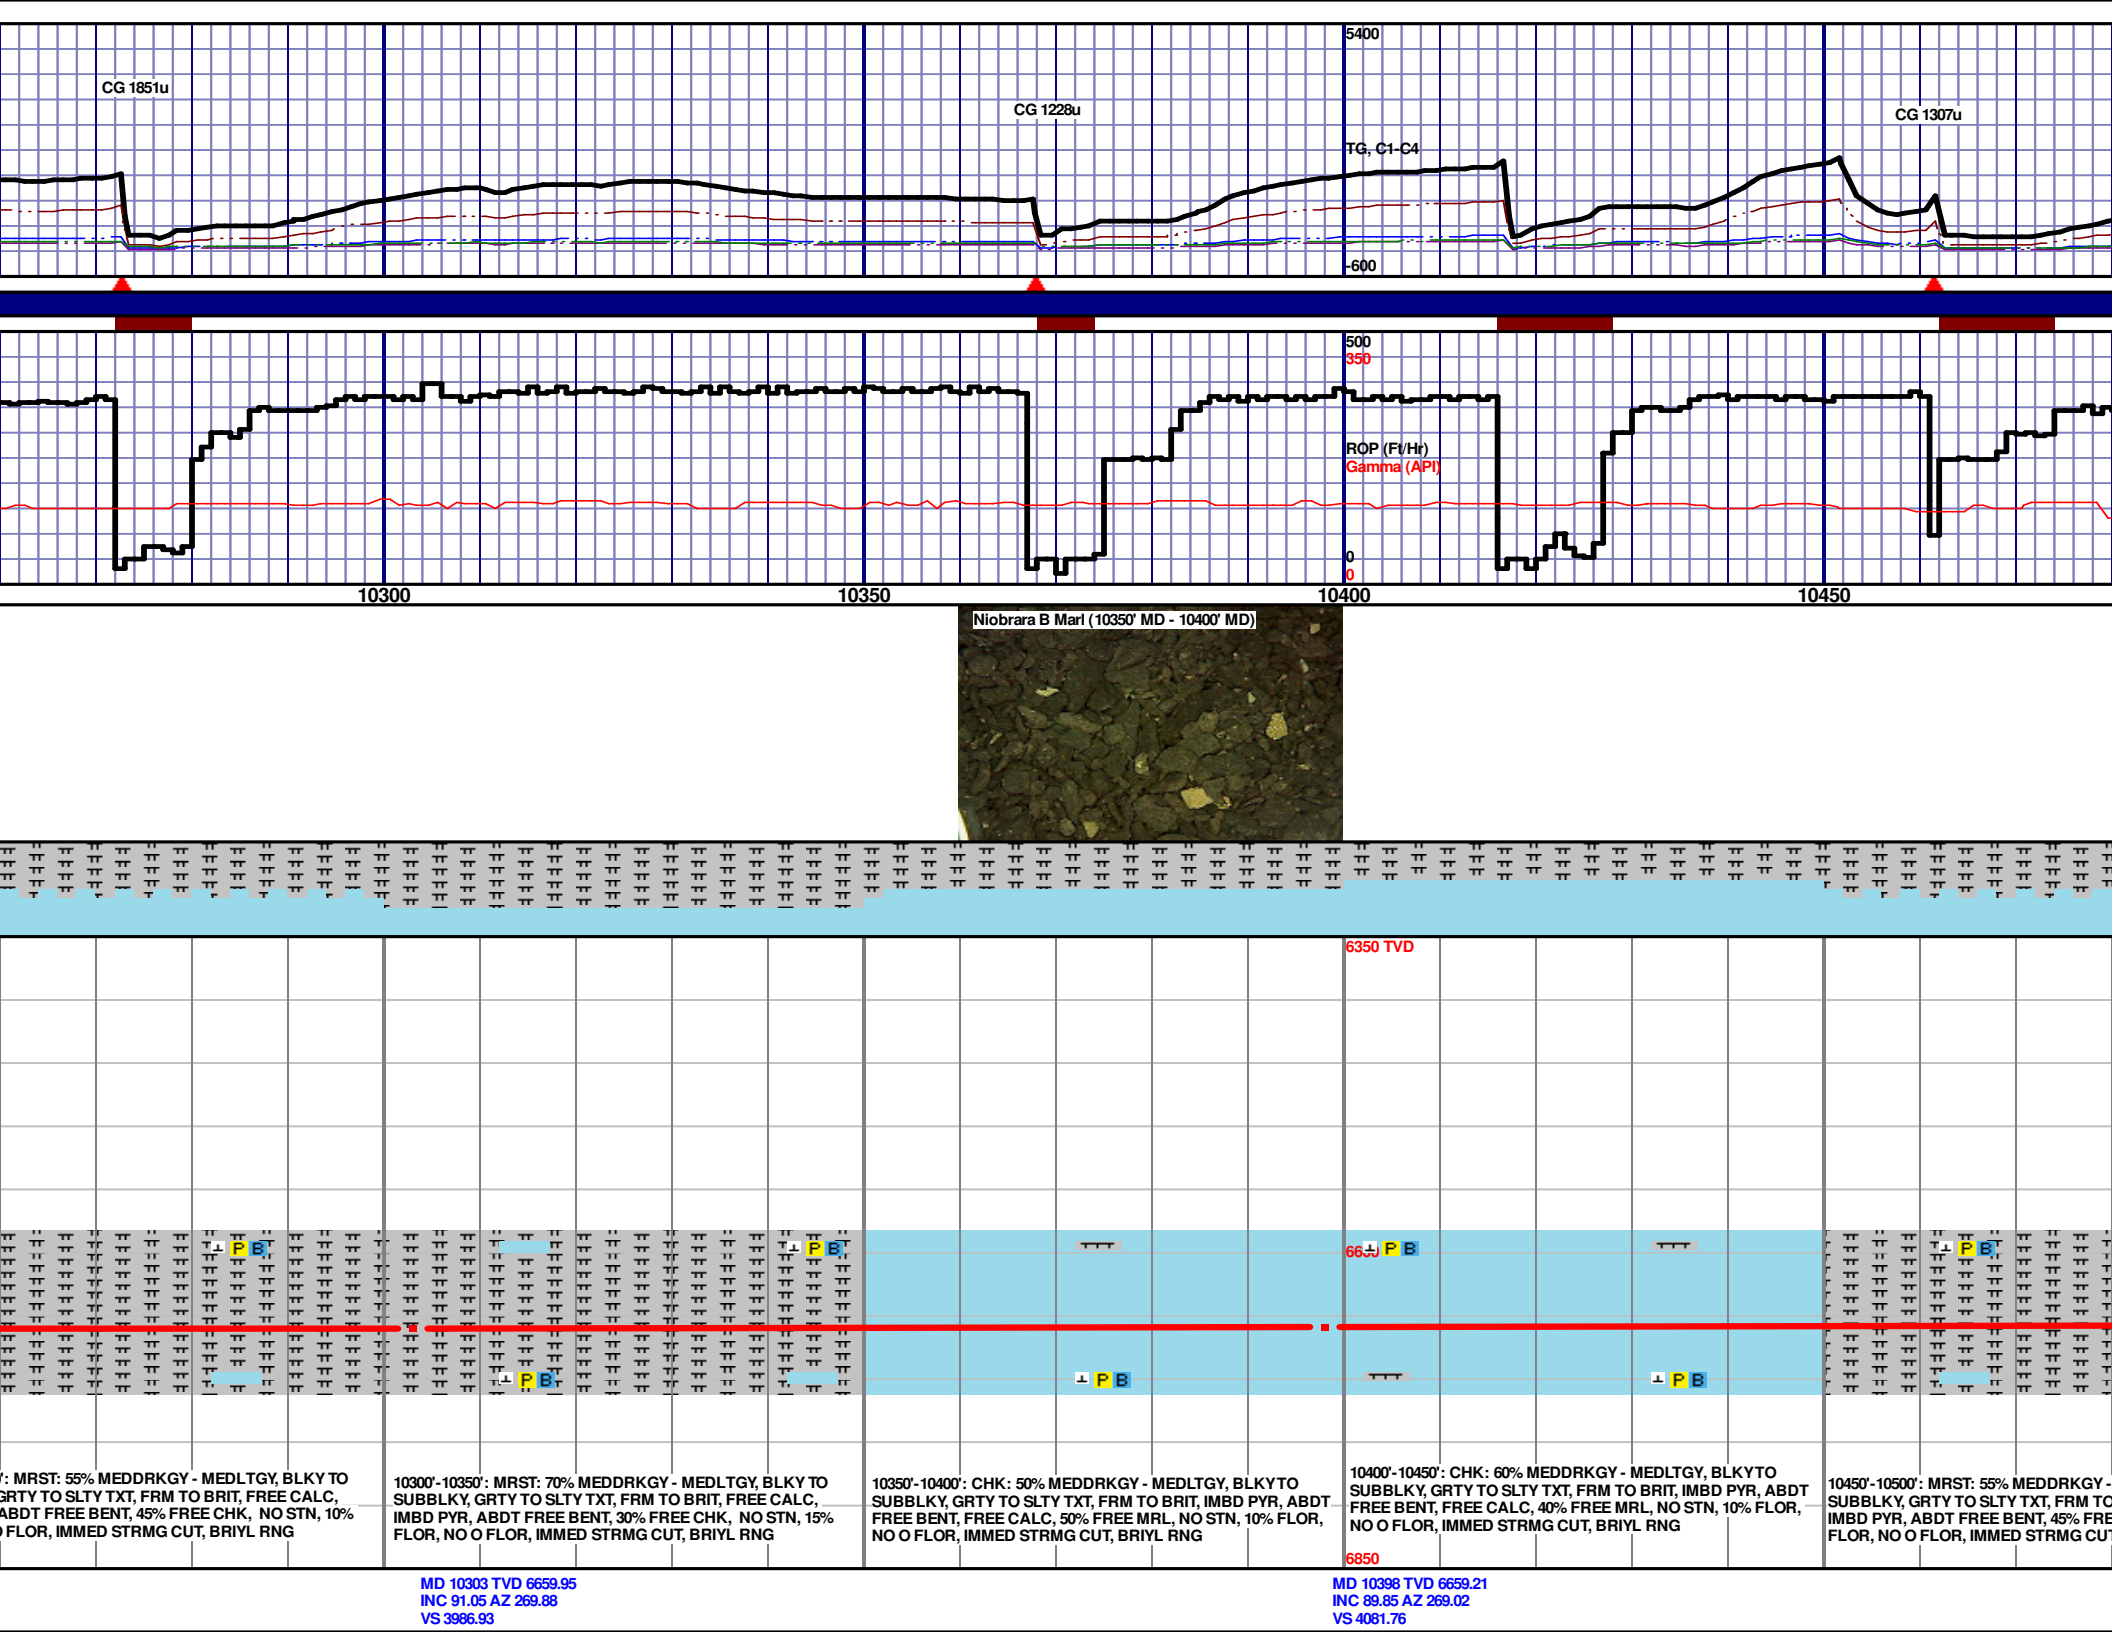 5400
CG 1851u
CG 1228u
CG 1307u
TG, C1-C4
-600
500
350
ROP (Ft/Hr)
Gamma (API)
0
0
10300
10350
10400
10450
Niobrara B Marl (10350' MD - 10400' MD)
6350 TVD
P B
P B
P B
P B
P B
P B
P B
': MRST: 55% MEDDRKGY - MEDLTGY, BLKY TO
GRTY TO SLTY TXT, FRM TO BRIT, FREE CALC,
ABDT FREE BENT, 45% FREE CHK, NO STN, 10%
O FLOR, IMMED STRMG CUT, BRIYL RNG
10300'-10350': MRST: 70% MEDDRKGY - MEDLTGY, BLKY TO
SUBBLKY, GRTY TO SLTY TXT, FRM TO BRIT, FREE CALC,
IMBD PYR, ABDT FREE BENT, 30% FREE CHK, NO STN, 15%
FLOR, NO O FLOR, IMMED STRMG CUT, BRIYL RNG
10350'-10400': CHK: 50% MEDDRKGY - MEDLTGY, BLKY TO
SUBBLKY, GRTY TO SLTY TXT, FRM TO BRIT, IMBD PYR, ABDT
FREE BENT, FREE CALC, 50% FREE MRL, NO STN, 10% FLOR,
NO O FLOR, IMMED STRMG CUT, BRIYL RNG
10400'-10450': CHK: 60% MEDDRKGY - MEDLTGY, BLKY TO
SUBBLKY, GRTY TO SLTY TXT, FRM TO BRIT, IMBD PYR, ABDT
FREE BENT, FREE CALC, 40% FREE MRL, NO STN, 10% FLOR,
NO O FLOR, IMMED STRMG CUT, BRIYL RNG
10450'-10500': MRST: 55% MEDDRKGY -
SUBBLKY, GRTY TO SLTY TXT, FRM TO
IMBD PYR, ABDT FREE BENT, 45% FRE
FLOR, NO O FLOR, IMMED STRMG CUT
6850
MD 10303 TVD 6659.95
INC 91.05 AZ 269.88
VS 3986.93
MD 10398 TVD 6659.21
INC 89.85 AZ 269.02
VS 4081.76